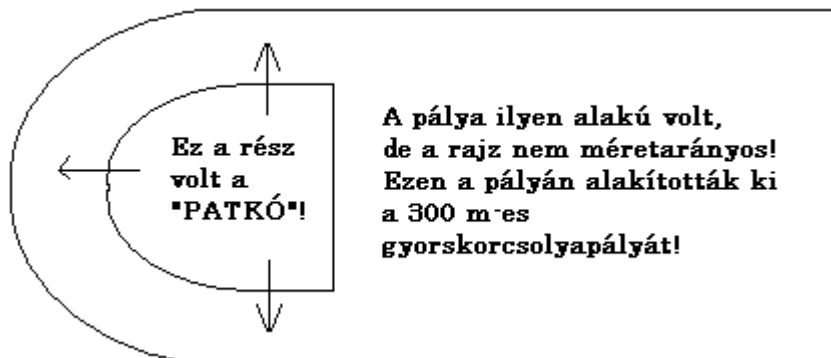 Ez a rész
volt a
"PATKÓ"!
A pálya ilyen alakú volt,
de a rajz nem méretarányos!
Ezen a pályán alakították ki
a 300 m-es
gyorskorcsolyapályát!